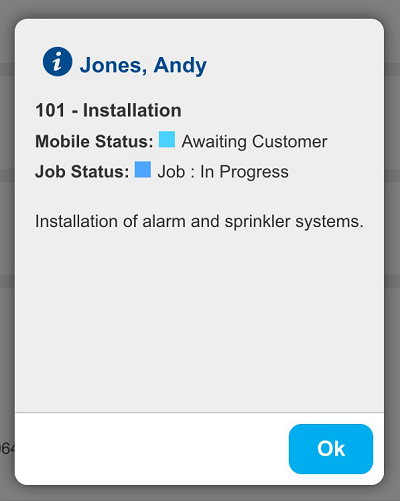 Jones, Andy
101 - Installation
Mobile Status: Awaiting Customer
Job Status: Job : In Progress
Installation of alarm and sprinkler systems.
Ok